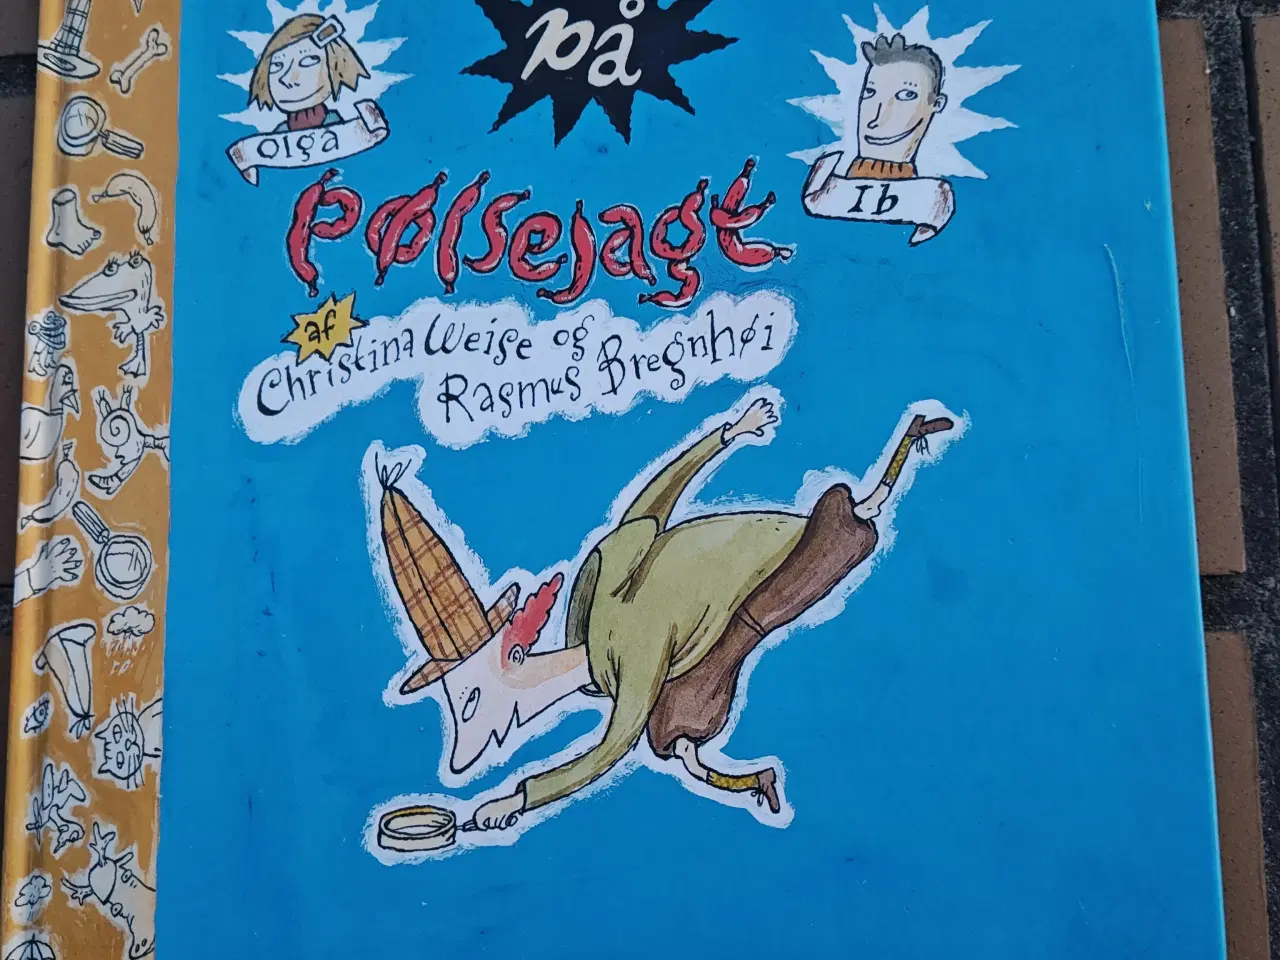 på
Olga
Ib
Pølsejagt
af
Christina Weise og
Rasmus Bregnhøi